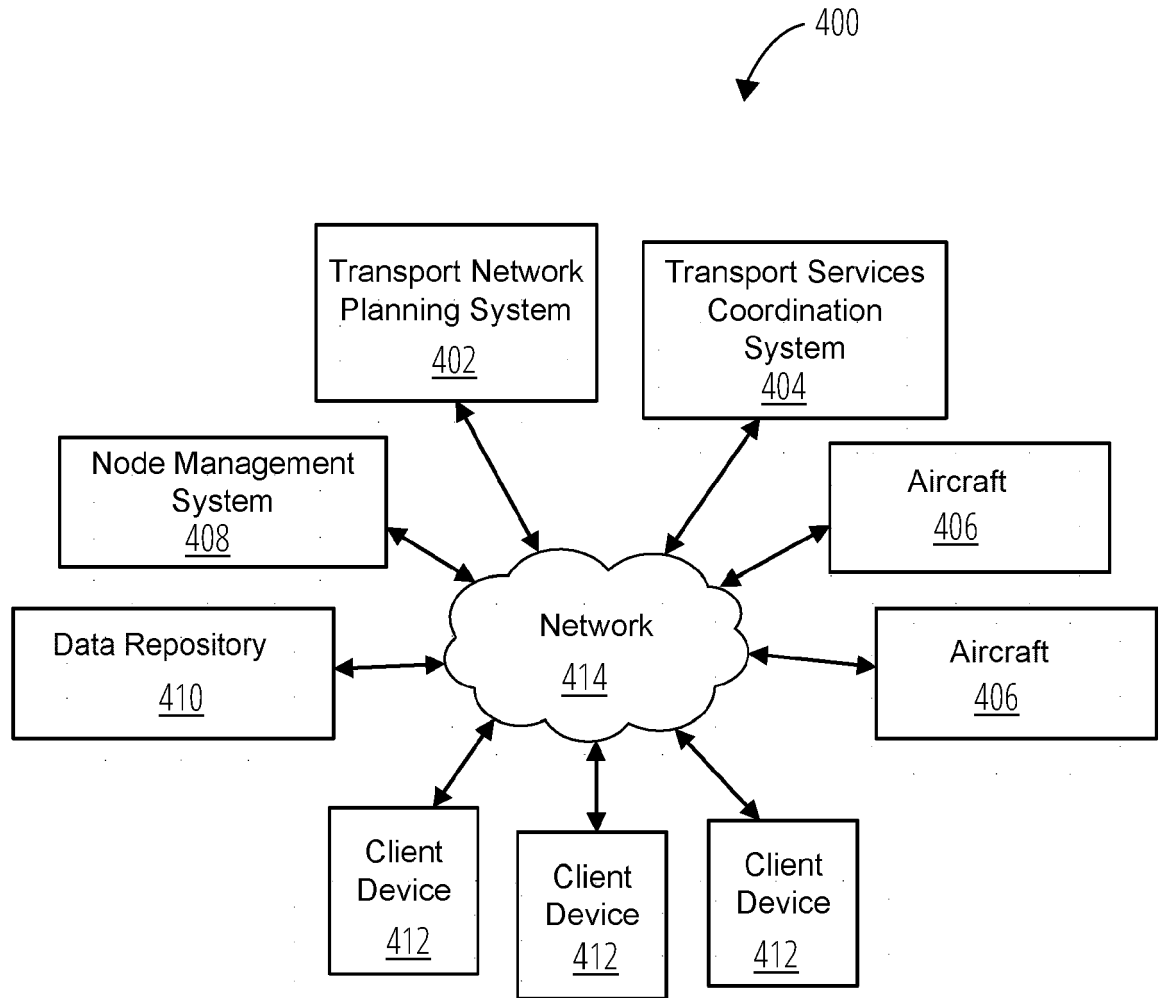 400
Transport Network
Planning System
402
Transport Services
Coordination
System
404
Node Management
System
408
Aircraft
406
Data Repository
410
Network
414
Aircraft
406
Client
Device
412
Client
Device
412
Client
Device
412